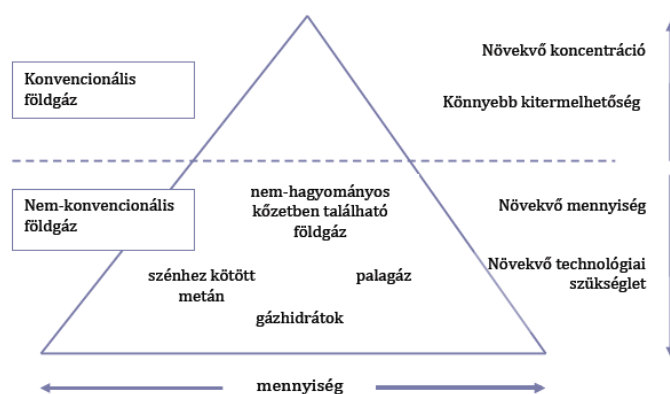 Növekvő koncentráció
Konvencionális
földgáz
Könnyebb kitermelhetőség
Nem-konvencionális
földgáz
nem-hagyományos
kőzetben található
földgáz
Növekvő mennyiség
szénhez kötött
metán
palagáz
Növekvő technológiai
szükséglet
gázhidrátok
mennyiség